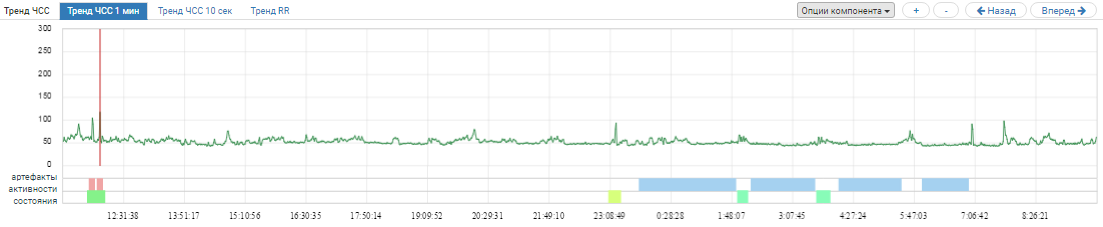 Тренд ЧСС Тренд ЧСС 1 мин Тренд ЧСС 10 сек Тренд RR Опции компонента + - Назад Вперед
300
250
200
150
100
50
0
артефакты
активности
состояния
12:31:38 13:51:17 15:10:56 16:30:35 17:50:14 19:09:52 20:29:31 21:49:10 23:08:49 0:28:28 1:48:07 3:07:45 4:27:24 5:47:03 7:06:42 8:26:21